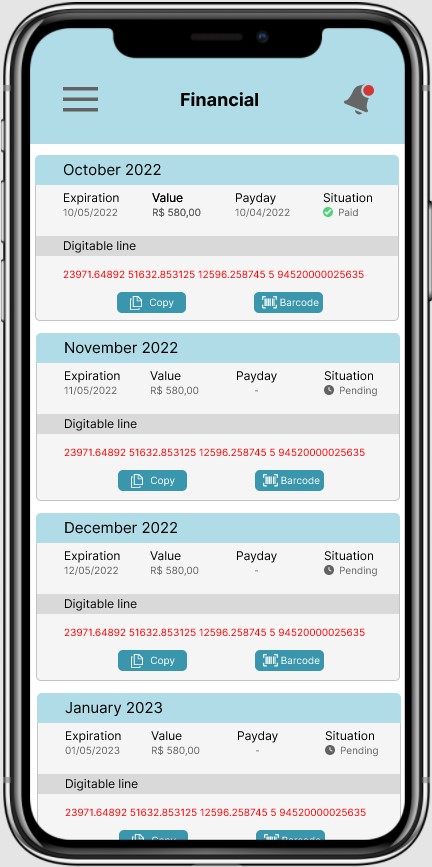 Financial
October 2022
Expiration Value Payday Situation
10/05/2022 R$ 580,00 10/04/2022 Paid
Digitable line
23971.64892 51632.853125 12596.258745 5 94520000025635
Copy Barcode
November 2022
Expiration Value Payday Situation
11/05/2022 R$ 580,00 - Pending
Digitable line
23971.64892 51632.853125 12596.258745 5 94520000025635
Copy Barcode
December 2022
Expiration Value Payday Situation
12/05/2022 R$ 580,00 - Pending
Digitable line
23971.64892 51632.853125 12596.258745 5 94520000025635
Copy Barcode
January 2023
Expiration Value Payday Situation
01/05/2023 R$ 580,00 - Pending
Digitable line
23971.64892 51632.853125 12596.258745 5 94520000025635
Copy Barcode